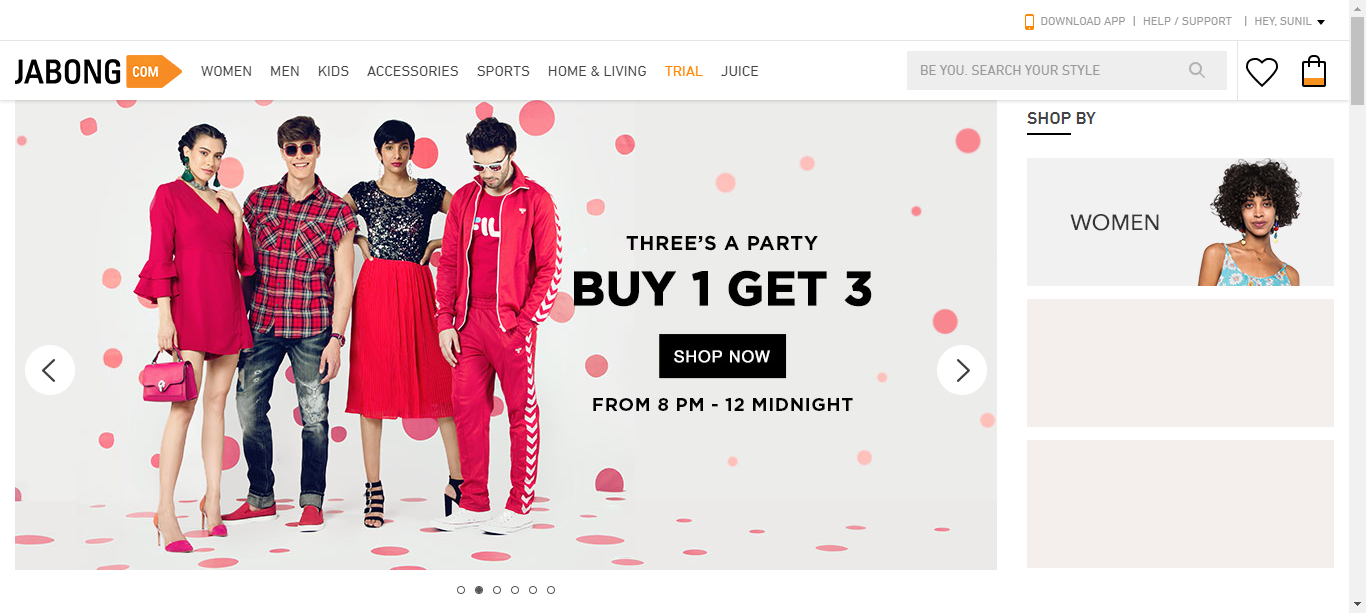 DOWNLOAD APP | HELP / SUPPORT | HEY, SUNIL
JABONG COM WOMEN MEN KIDS ACCESSORIES SPORTS HOME & LIVING TRIAL JUICE BE YOU. SEARCH YOUR STYLE
SHOP BY
WOMEN
FILA
THREE'S A PARTY
BUY 1 GET 3
SHOP NOW
FROM 8 PM - 12 MIDNIGHT